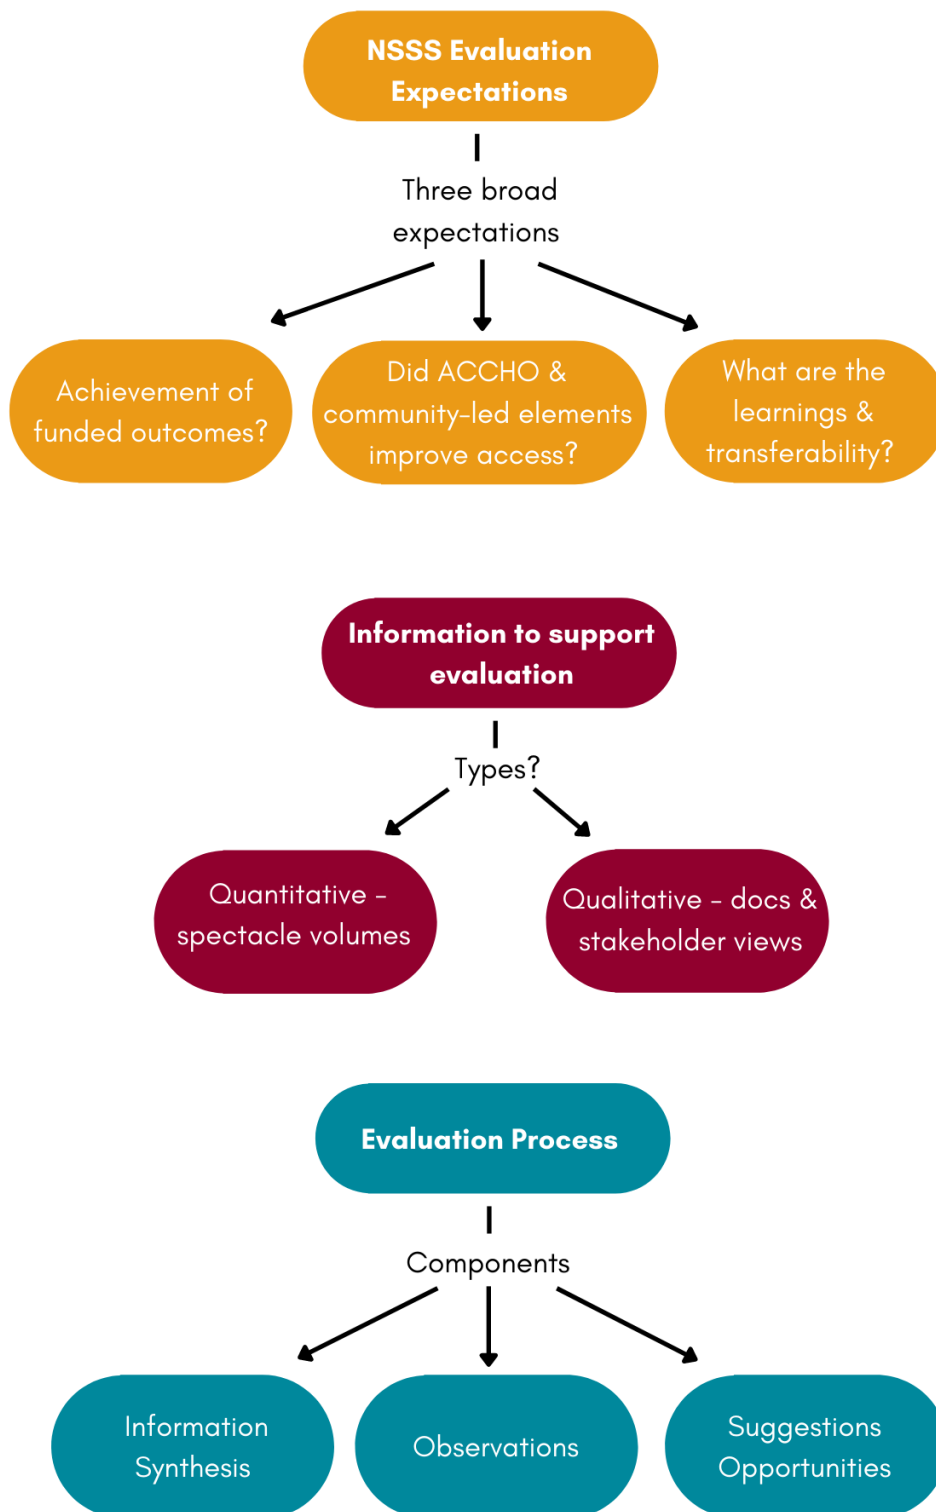 NSSS Evaluation
Expectations
Three broad
expectations
Achievement of
funded outcomes?
Did ACCHO &
community-led elements
improve access?
What are the
learnings &
transferability?
Information to support
evaluation
Types?
Quantitative -
spectacle volumes
Qualitative - docs &
stakeholder views
Evaluation Process
Components
Information
Synthesis
Observations
Suggestions
Opportunities